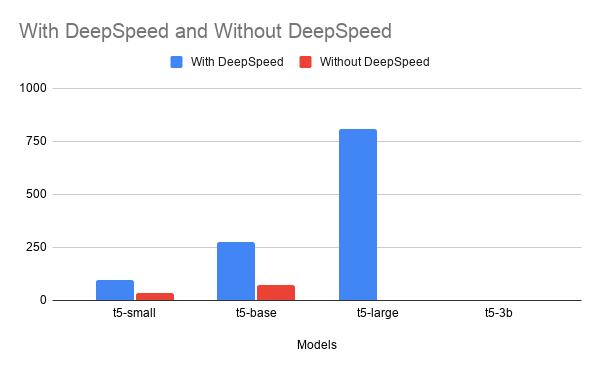 With DeepSpeed and Without DeepSpeed
With DeepSpeed Without DeepSpeed
1000
750
500
250
0
t5-small t5-base t5-large t5-3b
Models